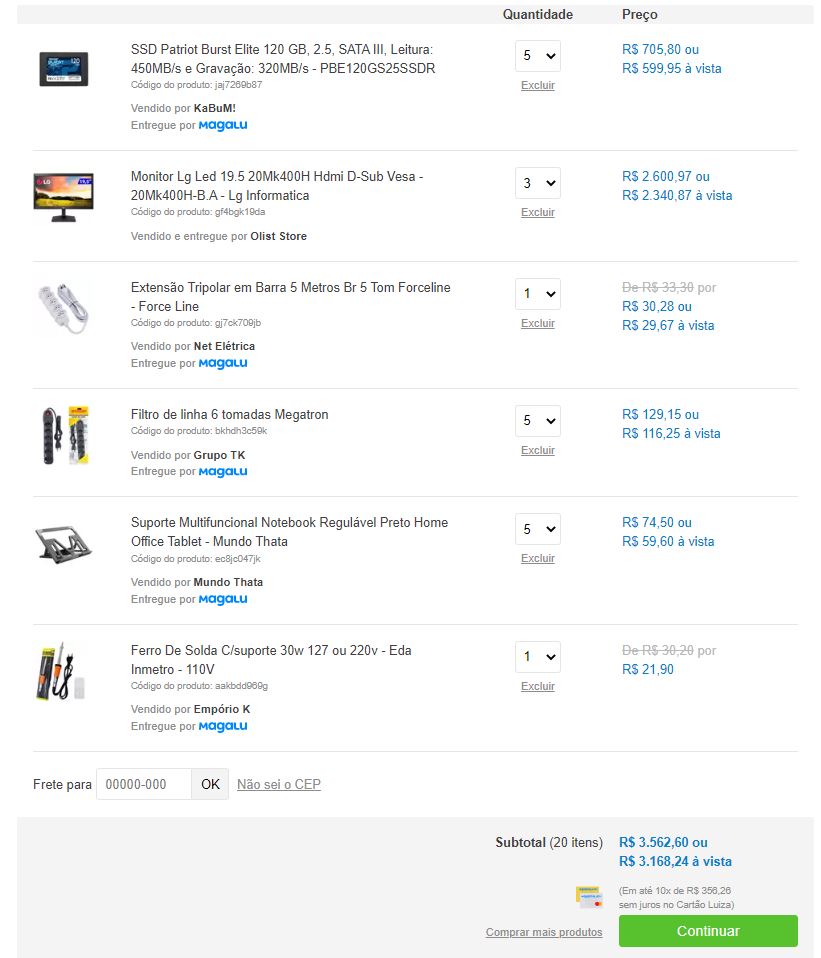 Quantidade Preço
SSD Patriot Burst Elite 120 GB, 2.5, SATA III, Leitura:
450MB/s e Gravação: 320MB/s - PBE120GS25SSDR
Código do produto: jaj7269b87
Vendido por KaBuM!
Entregue por magalu
5
Excluir
R$ 705,80 ou
R$ 599,95 à vista
Monitor Lg Led 19.5 20Mk400H Hdmi D-Sub Vesa -
20Mk400H-B.A - Lg Informatica
Código do produto: gf4bgk19da
Vendido e entregue por Olist Store
3
Excluir
R$ 2.600,97 ou
R$ 2.340,87 à vista
Extensão Tripolar em Barra 5 Metros Br 5 Tom Forceline
- Force Line
Código do produto: gj7ck709jb
Vendido por Net Elétrica
Entregue por magalu
1
Excluir
De R$ 33,30 por
R$ 30,28 ou
R$ 29,67 à vista
Filtro de linha 6 tomadas Megatron
Código do produto: bkhdh3c59k
Vendido por Grupo TK
Entregue por magalu
5
Excluir
R$ 129,15 ou
R$ 116,25 à vista
Suporte Multifuncional Notebook Regulável Preto Home
Office Tablet - Mundo Thata
Código do produto: ec8jc047jk
Vendido por Mundo Thata
Entregue por magalu
5
Excluir
R$ 74,50 ou
R$ 59,60 à vista
Ferro De Solda C/suporte 30w 127 ou 220v - Eda
Inmetro - 110V
Código do produto: aakbdd969g
Vendido por Empório K
Entregue por magalu
1
Excluir
De R$ 30,20 por
R$ 21,90
Frete para 00000-000 OK Não sei o CEP
Subtotal (20 itens) R$ 3.562,60 ou
R$ 3.168,24 à vista
(Em até 10x de R$ 356,26
sem juros no Cartão Luiza)
Comprar mais produtos Continuar